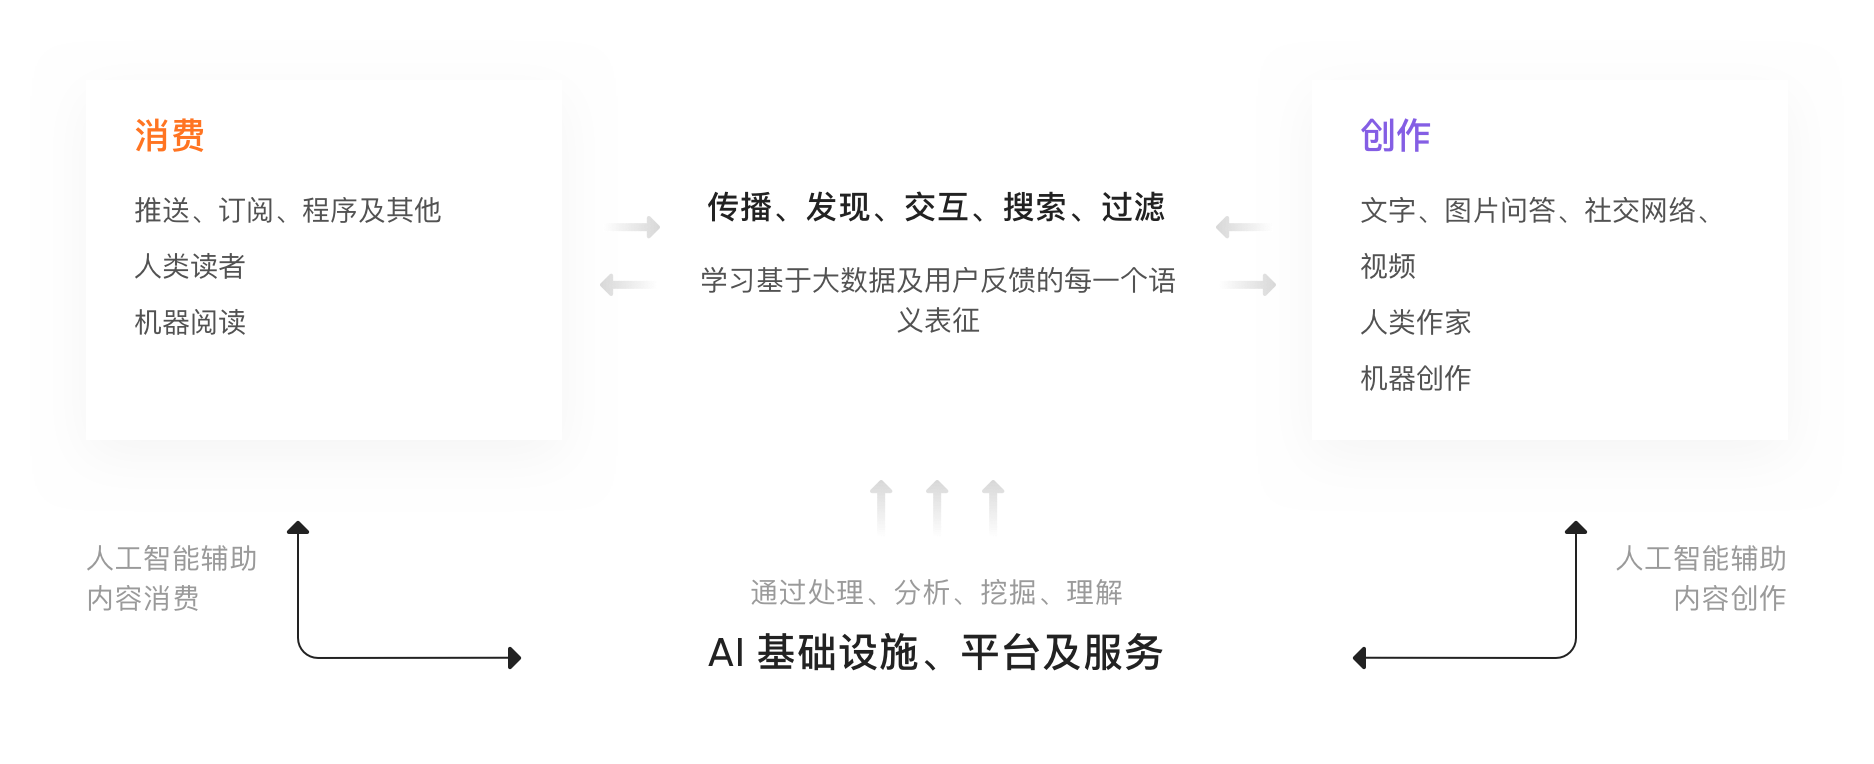 消费
推送、订阅、程序及其他
人类读者
机器阅读
传播、发现、交互、搜索、过滤
学习基于大数据及用户反馈的每一个语
义表征
创作
文字、图片问答、社交网络、
视频
人类作家
机器创作
人工智能辅助
内容消费
通过处理、分析、挖掘、理解
AI 基础设施、平台及服务
人工智能辅助
内容创作